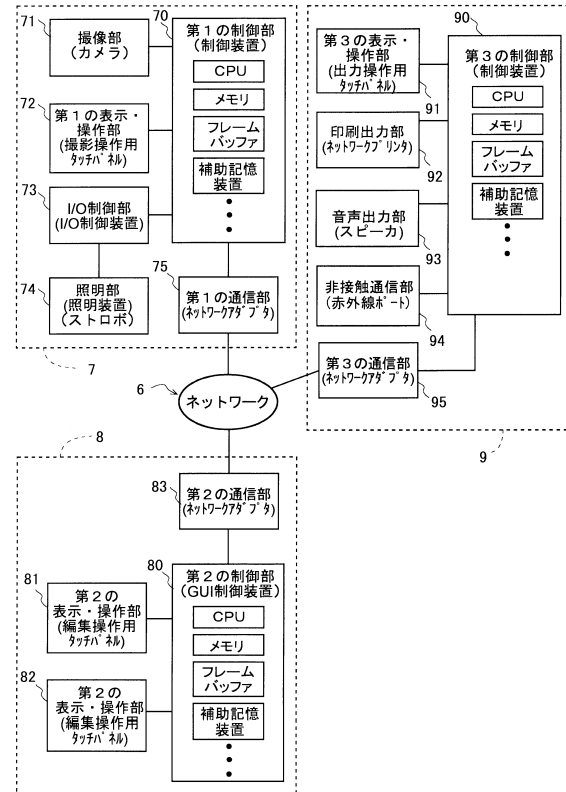 71
撮像部
(カメラ)
72
第1の表示・
操作部
(撮影操作用
ﾀｯﾁﾊﾟﾈﾙ)
73
I/O制御部
(I/O制御装置)
74
照明部
(照明装置)
(ストロボ)
70
第1の制御部
(制御装置)
CPU
メモリ
フレーム
バッファ
補助記憶
装置
75
第1の通信部
(ﾈｯﾄﾜｰｸｱﾀﾞﾌﾟﾀ)
7
90
第3の表示・
操作部
(出力操作用
ﾀｯﾁﾊﾟﾈﾙ)
91
印刷出力部
(ﾈｯﾄﾜｰｸﾌﾟﾘﾝﾀ)
92
音声出力部
(スピーカ)
93
非接触通信部
(赤外線ポート)
94
第3の通信部
(ﾈｯﾄﾜｰｸｱﾀﾞﾌﾟﾀ)
95
第3の制御部
(制御装置)
CPU
メモリ
フレーム
バッファ
補助記憶
装置
9
6
ネットワーク
8
83
第2の通信部
(ﾈｯﾄﾜｰｸｱﾀﾞﾌﾟﾀ)
81
第2の
表示・操作部
(編集操作用
ﾀｯﾁﾊﾟﾈﾙ)
82
第2の
表示・操作部
(編集操作用
ﾀｯﾁﾊﾟﾈﾙ)
80
第2の制御部
(GUI制御装置)
CPU
メモリ
フレーム
バッファ
補助記憶
装置